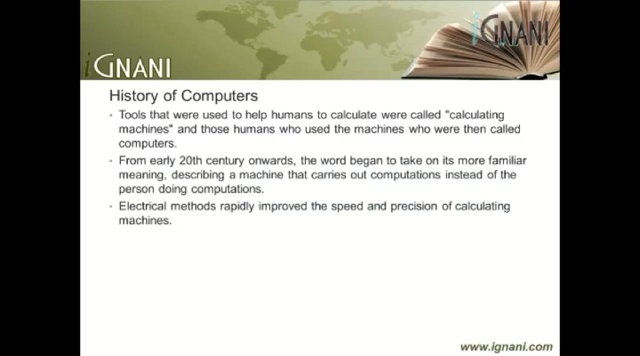 iGNANI
iGNANI
History of Computers
• Tools that were used to help humans to calculate were called "calculating
machines" and those humans who used the machines who were then called
computers.
• From early 20th century onwards, the word began to take on its more familiar
meaning, describing a machine that carries out computations instead of the
person doing computations.
• Electrical methods rapidly improved the speed and precision of calculating
machines.
www.ignani.com